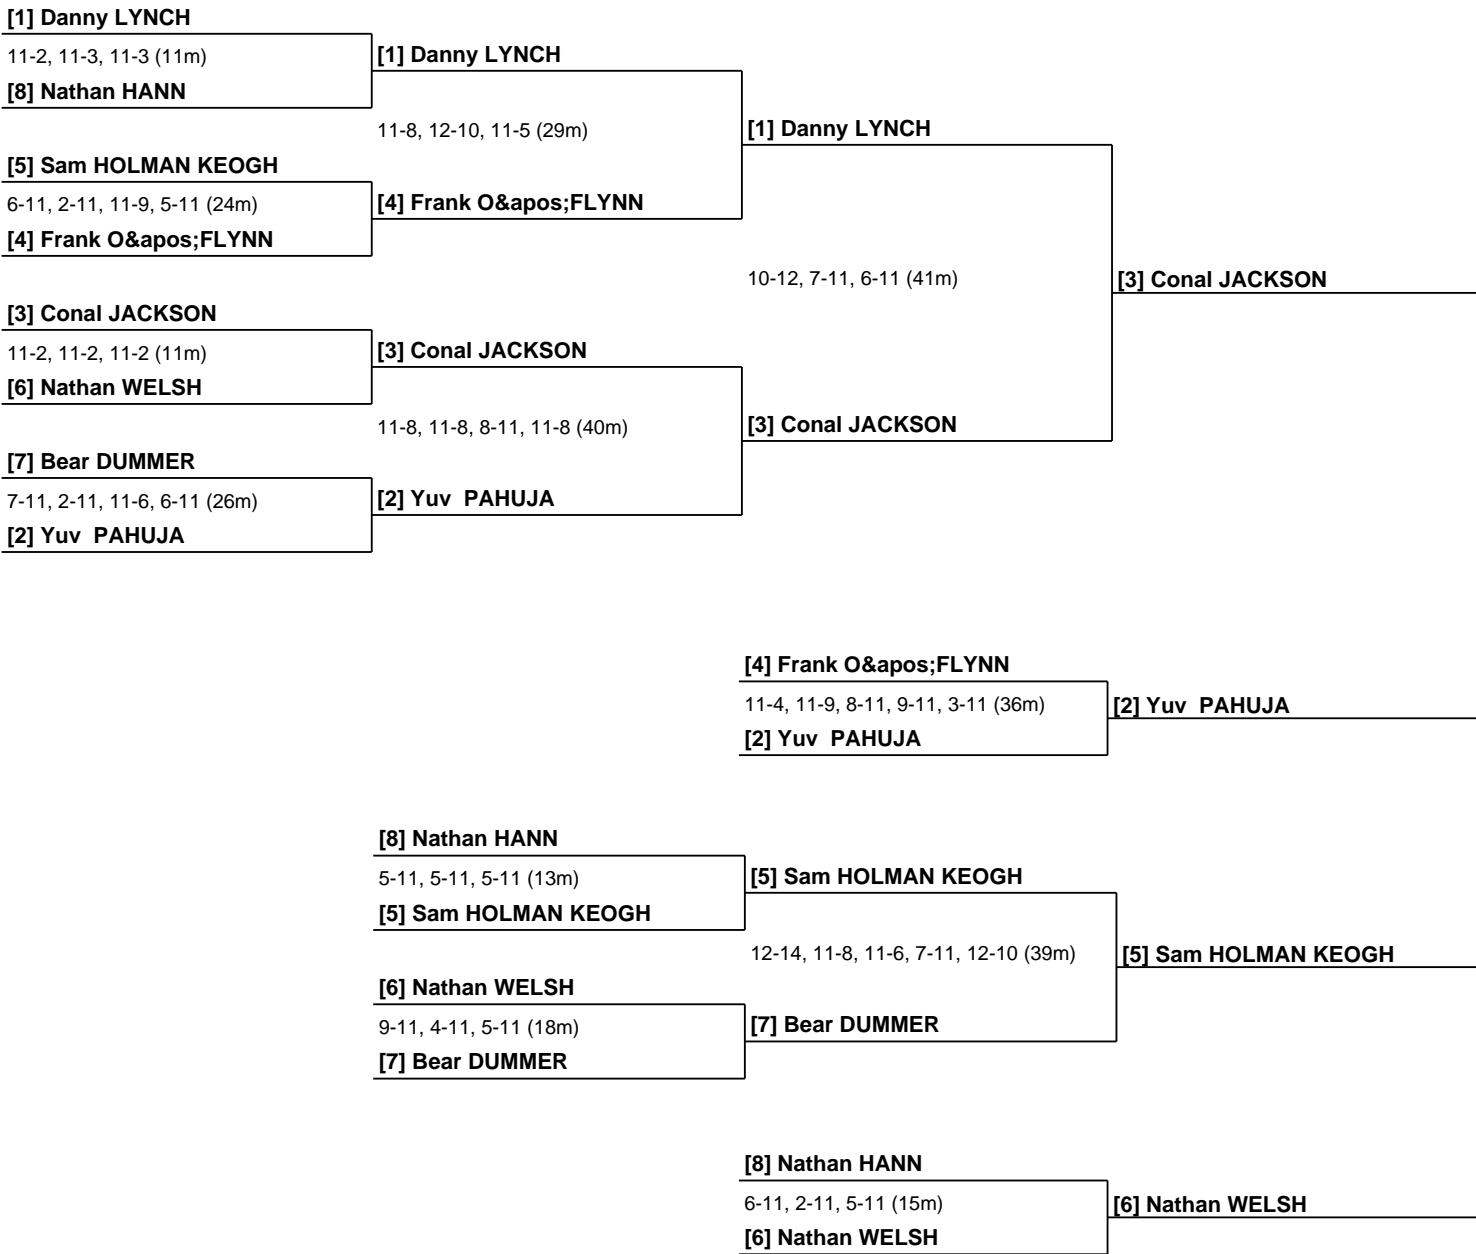 [1] Danny LYNCH
11-2, 11-3, 11-3 (11m)
[1] Danny LYNCH
[8] Nathan HANN
11-8, 12-10, 11-5 (29m)
[1] Danny LYNCH
[5] Sam HOLMAN KEOGH
6-11, 2-11, 11-9, 5-11 (24m)
[4] Frank O&apos;FLYNN
[4] Frank O&apos;FLYNN
10-12, 7-11, 6-11 (41m)
[3] Conal JACKSON
[3] Conal JACKSON
11-2, 11-2, 11-2 (11m)
[3] Conal JACKSON
[6] Nathan WELSH
11-8, 11-8, 8-11, 11-8 (40m)
[3] Conal JACKSON
[7] Bear DUMMER
7-11, 2-11, 11-6, 6-11 (26m)
[2] Yuv  PAHUJA
[2] Yuv  PAHUJA
[4] Frank O&apos;FLYNN
11-4, 11-9, 8-11, 9-11, 3-11 (36m)
[2] Yuv  PAHUJA
[2] Yuv  PAHUJA
[8] Nathan HANN
5-11, 5-11, 5-11 (13m)
[5] Sam HOLMAN KEOGH
[5] Sam HOLMAN KEOGH
12-14, 11-8, 11-6, 7-11, 12-10 (39m)
[5] Sam HOLMAN KEOGH
[6] Nathan WELSH
9-11, 4-11, 5-11 (18m)
[7] Bear DUMMER
[7] Bear DUMMER
[8] Nathan HANN
6-11, 2-11, 5-11 (15m)
[6] Nathan WELSH
[6] Nathan WELSH